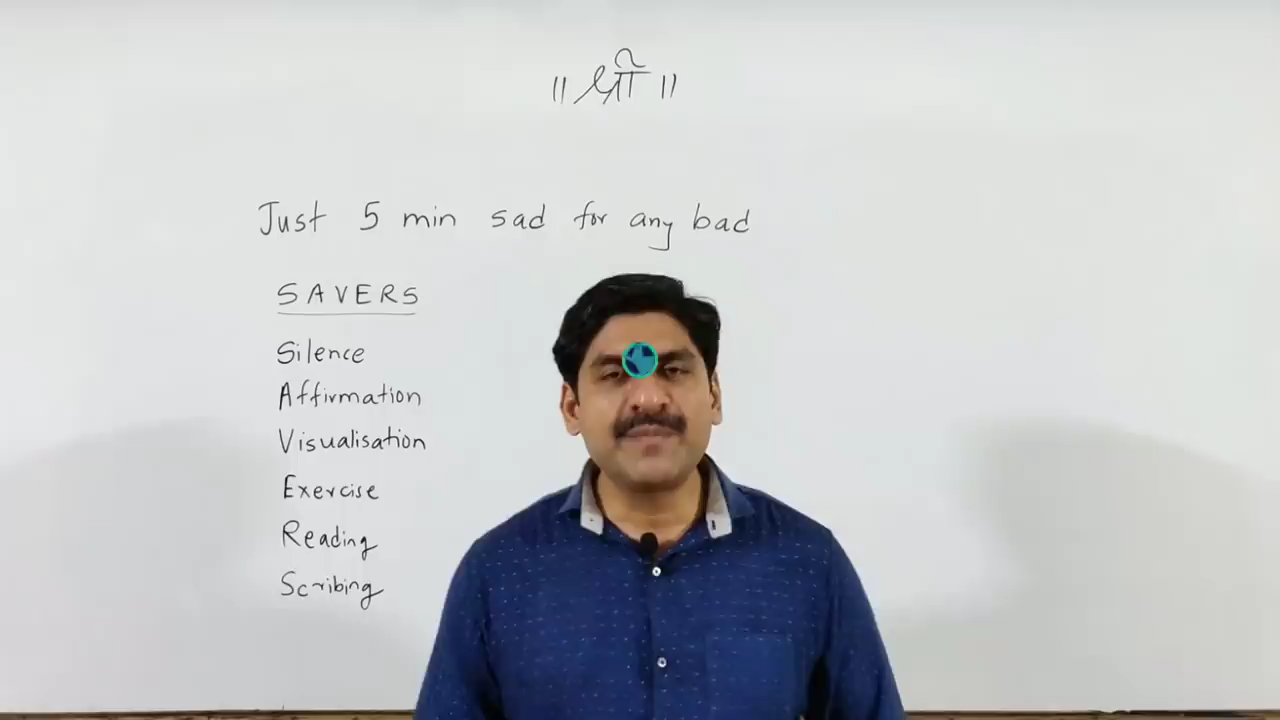 ॥ श्री ॥
Just 5 min sad for any bad
SAVERS
Silence
Affirmation
Visualisation
Exercise
Reading
Scribing